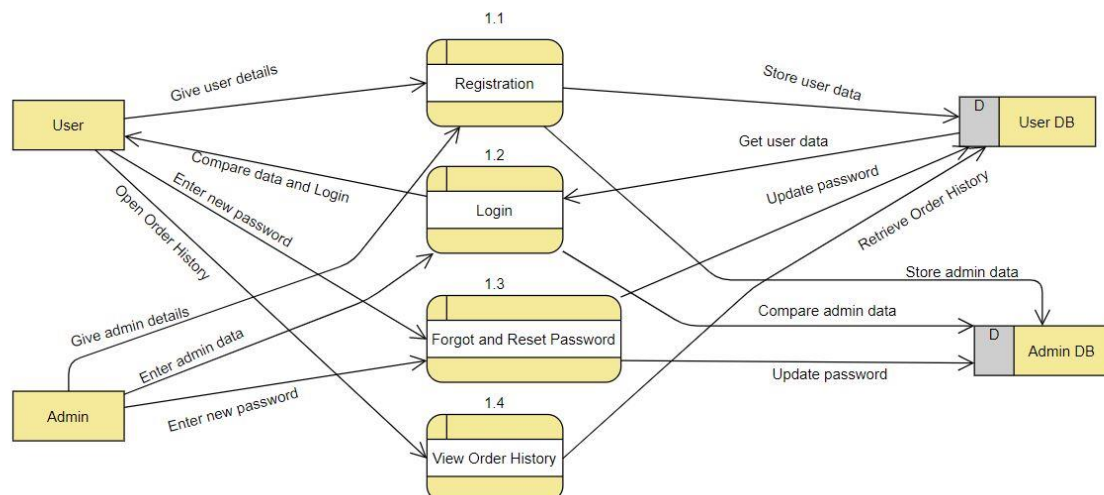 1.1
Registration
Give user details
Store user data
User
D
User DB
1.2
Get user data
Compare data and Login
Login
Enter new password
Update password
Open Order History
Retrieve Order History
1.3
Store admin data
Give admin details
Forgot and Reset Password
Compare admin data
D
Admin DB
Enter admin data
Update password
Admin
Enter new password
1.4
View Order History